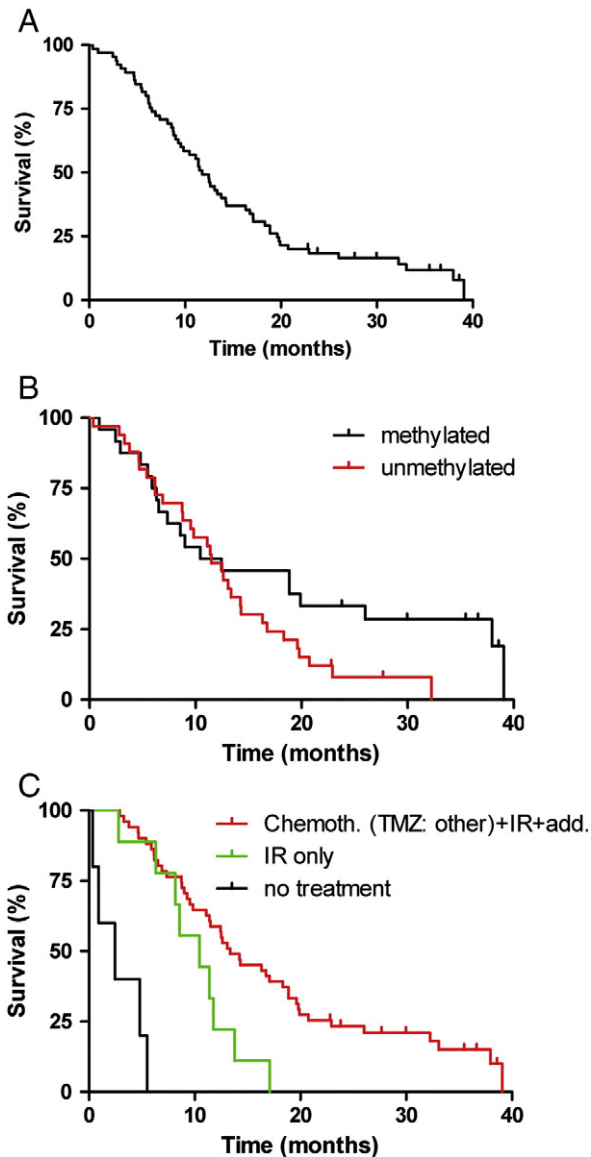 A
100
75
50
25
0
Survival (%)
0 10 20 30 40
Time (months)
B
100
75
50
25
0
Survival (%)
methylated
unmethylated
0 10 20 30 40
Time (months)
C
100
75
50
25
0
Survival (%)
Chemoth. (TMZ: other)+IR+add.
IR only
no treatment
0 10 20 30 40
Time (months)